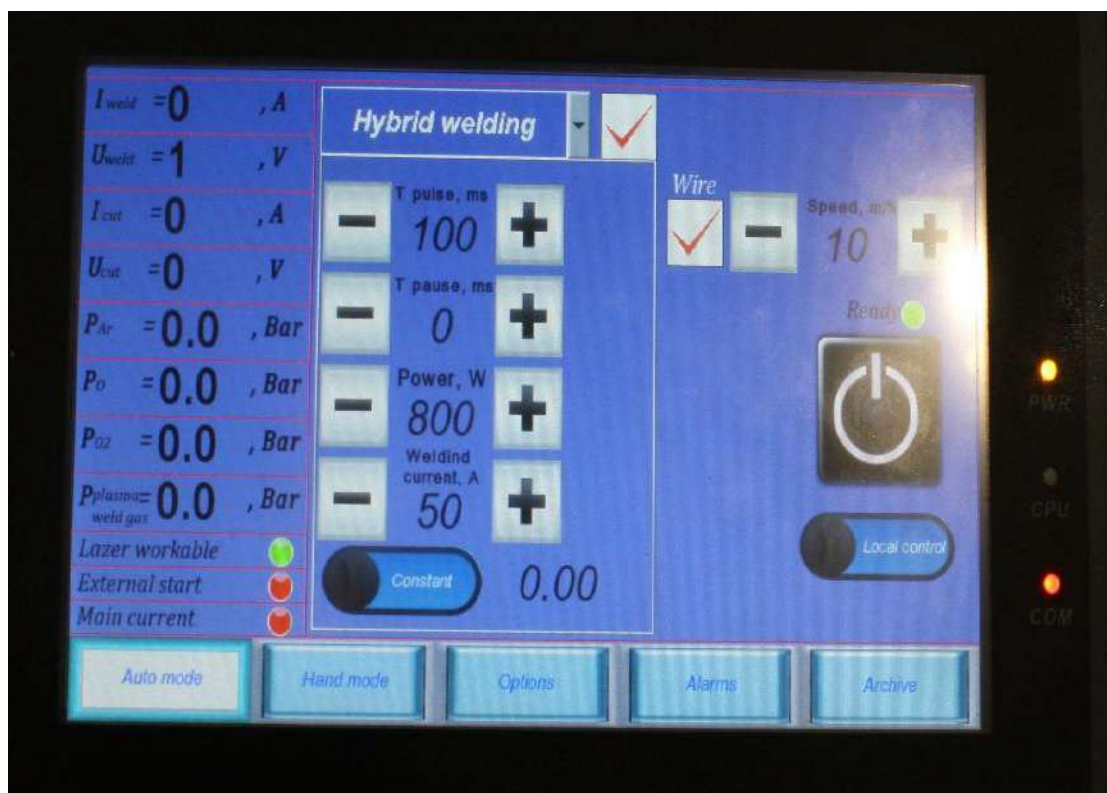 I weld =0 , A
U weld =1 , V
I cut =0 , A
U cut =0 , V
P Ar =0.0 , Bar
P O =0.0 , Bar
P O2 =0.0 , Bar
P plasma= 0.0 , Bar
weld gas
Lazer workable
External start
Main current
Hybrid welding
T pulse, ms
− 100 +
T pause, ms
− 0 +
Power, W
− 800 +
Weldind
current, A
− 50 +
Constant 0.00
Wire
Speed, m/h
− 10 +
Ready
Local control
Auto mode
Hand mode
Options
Alarms
Archive
PWR
CPU
COM